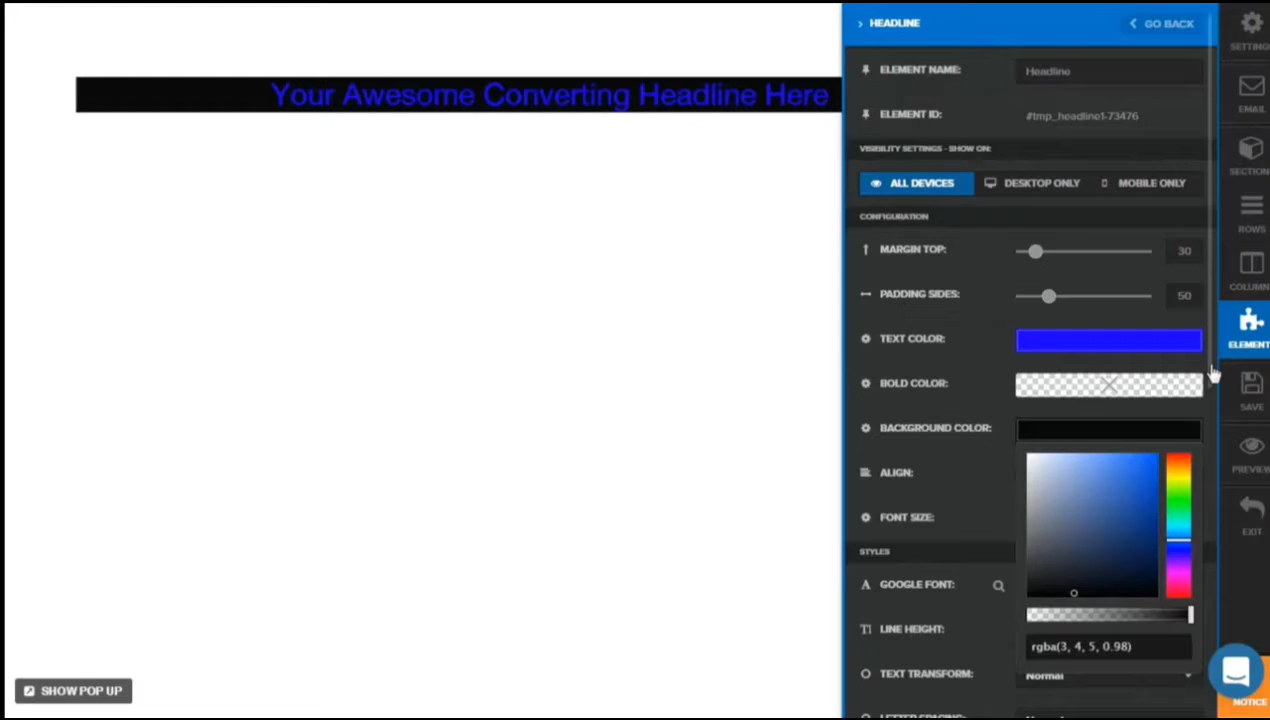 HEADLINE
GO BACK
Your Awesome Converting Headline Here
ELEMENT NAME:
Headline
ELEMENT ID:
#tmp_headline1-73476
VISIBILITY SETTINGS - SHOW ON:
ALL DEVICES
DESKTOP ONLY
MOBILE ONLY
CONFIGURATION
MARGIN TOP:
30
PADDING SIDES:
50
TEXT COLOR:
BOLD COLOR:
BACKGROUND COLOR:
ALIGN:
FONT SIZE:
STYLES
GOOGLE FONT:
LINE HEIGHT:
rgba(3, 4, 5, 0.98)
TEXT TRANSFORM:
Normal
SETTING
EMAIL
SECTION
ROWS
COLUMN
ELEMENT
SAVE
PREVIEW
EXIT
NOTICE
SHOW POP UP